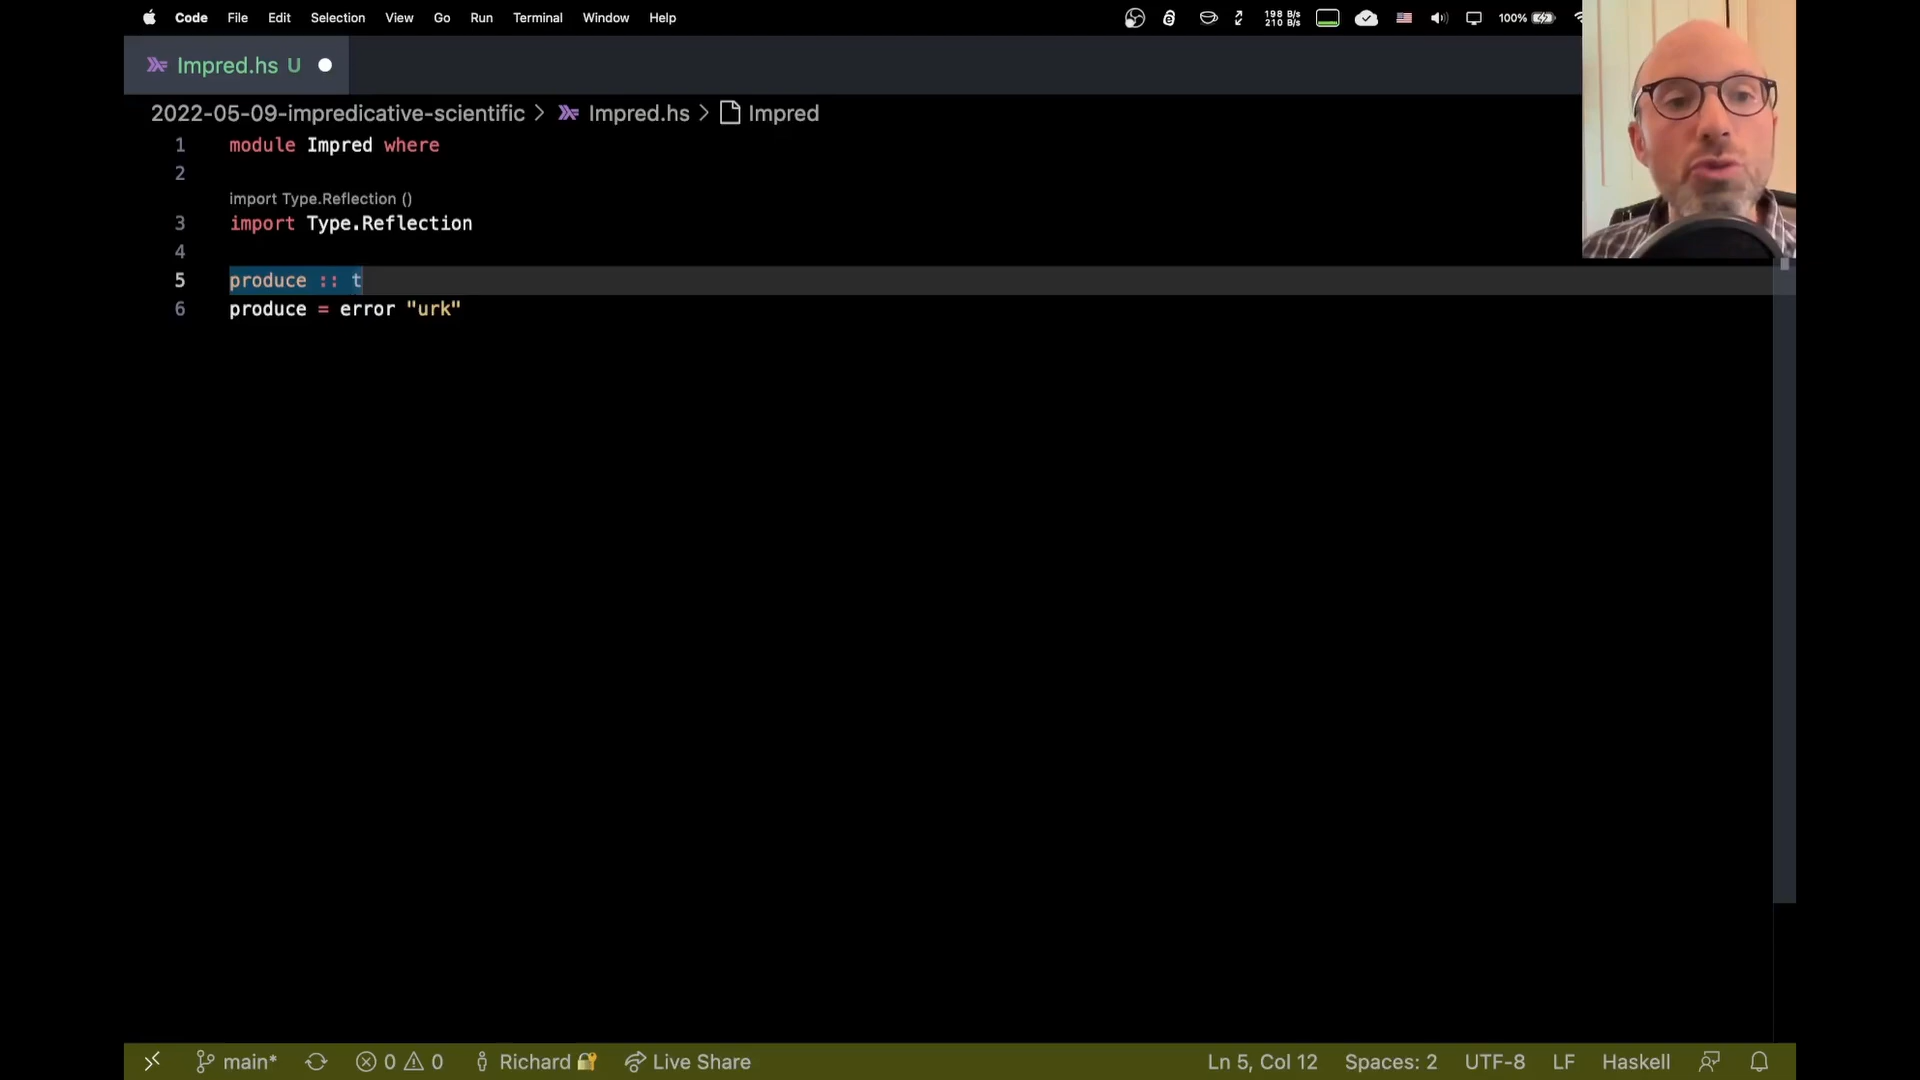 Code File Edit Selection View Go Run Terminal Window Help 198 B/s 210 B/s 100%
Impred.hs U
2022-05-09-impredicative-scientific > Impred.hs > Impred
1 module Impred where
2
import Type.Reflection ()
3 import Type.Reflection
4
5 produce :: t
6 produce = error "urk"
main* 0 0 Richard Live Share Ln 5, Col 12 Spaces: 2 UTF-8 LF Haskell